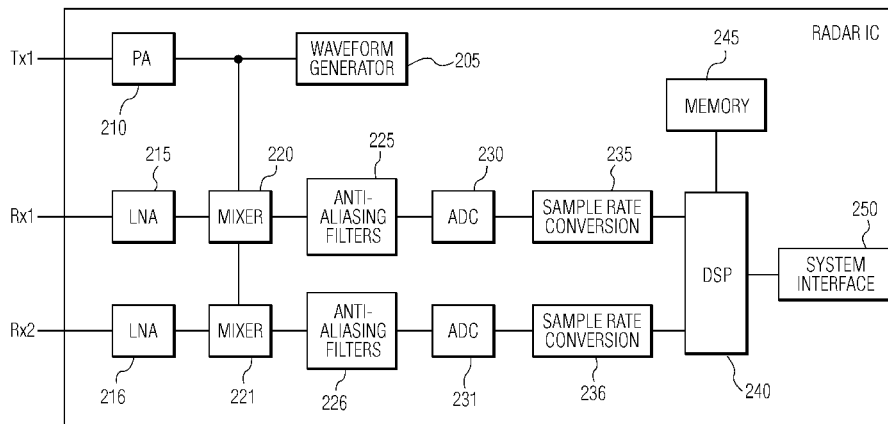 RADAR IC
Tx1
PA
WAVEFORM
GENERATOR
205
210
245
MEMORY
215
220
225
230
235
Rx1
LNA
MIXER
ANTI-
ALIASING
FILTERS
ADC
SAMPLE RATE
CONVERSION
DSP
250
SYSTEM
INTERFACE
Rx2
LNA
MIXER
ANTI-
ALIASING
FILTERS
ADC
SAMPLE RATE
CONVERSION
216
221
226
231
236
240